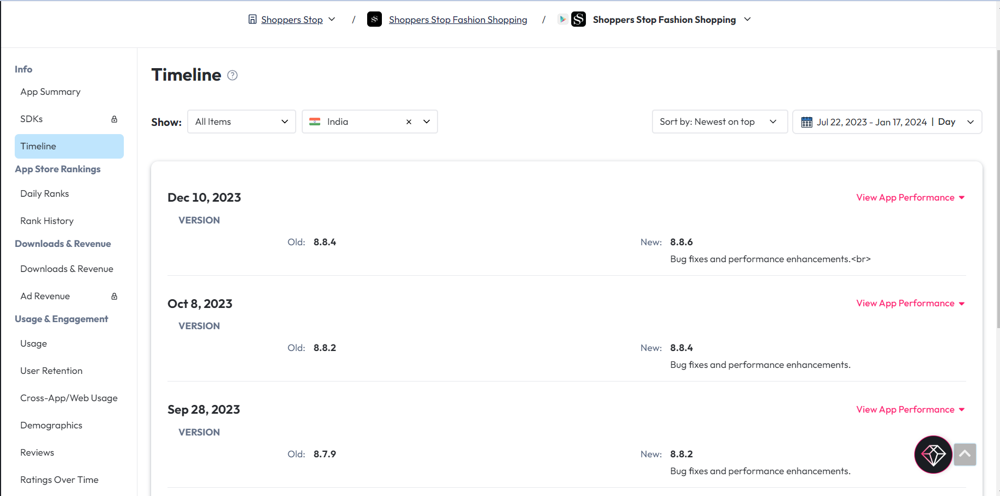 Shoppers Stop / Shoppers Stop Fashion Shopping / Shoppers Stop Fashion Shopping
Info
App Summary
SDKs
Timeline
App Store Rankings
Daily Ranks
Rank History
Downloads & Revenue
Downloads & Revenue
Ad Revenue
Usage & Engagement
Usage
User Retention
Cross-App/Web Usage
Demographics
Reviews
Ratings Over Time
Timeline ?
Show: All Items India Sort by: Newest on top Jul 22, 2023 - Jan 17, 2024 | Day
Dec 10, 2023 View App Performance
VERSION
Old: 8.8.4 New: 8.8.6
Bug fixes and performance enhancements.<br>
Oct 8, 2023 View App Performance
VERSION
Old: 8.8.2 New: 8.8.4
Bug fixes and performance enhancements.
Sep 28, 2023 View App Performance
VERSION
Old: 8.7.9 New: 8.8.2
Bug fixes and performance enhancements.